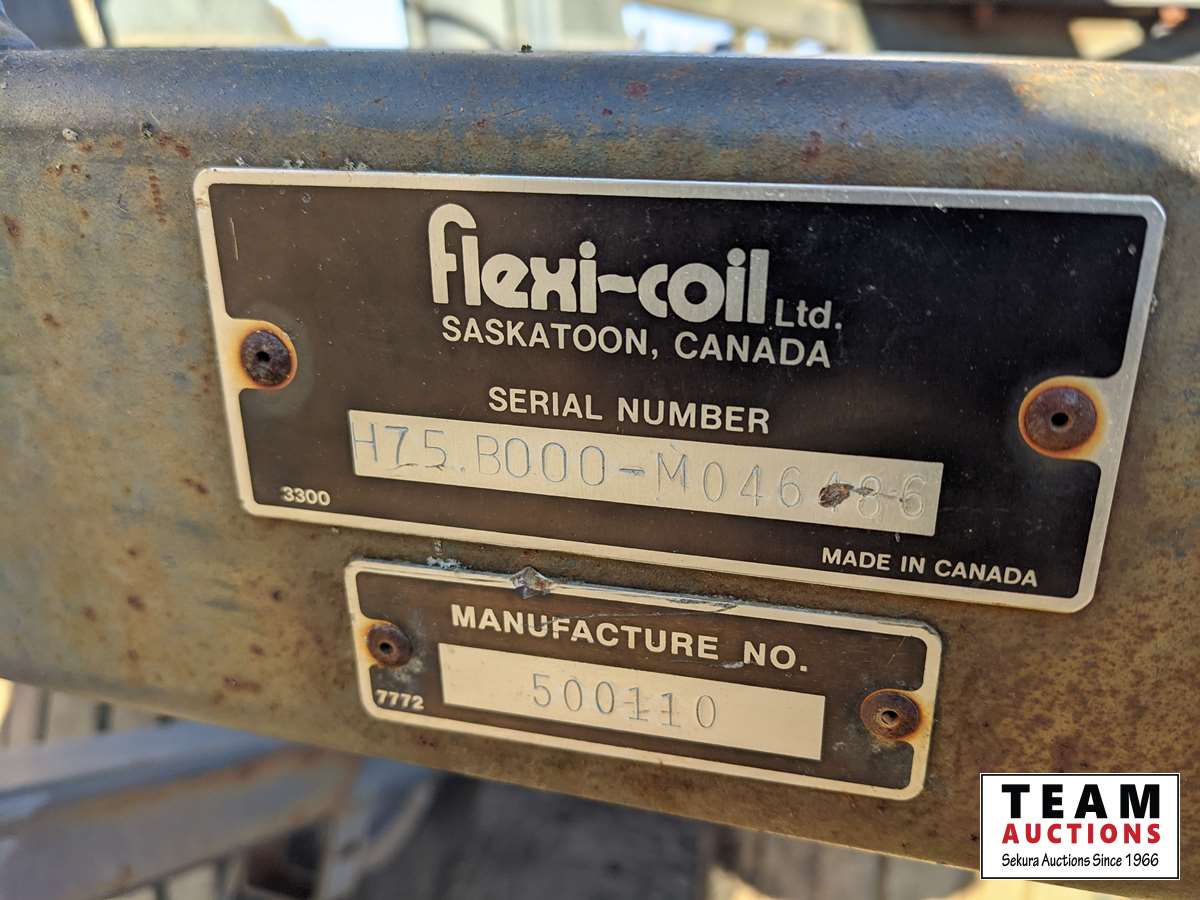 flexi-coil Ltd.
SASKATOON, CANADA
SERIAL NUMBER
H75.B000-M046486
3300
MADE IN CANADA
MANUFACTURE NO.
500110
7772
TEAM
AUCTIONS
Sekura Auctions Since 1966